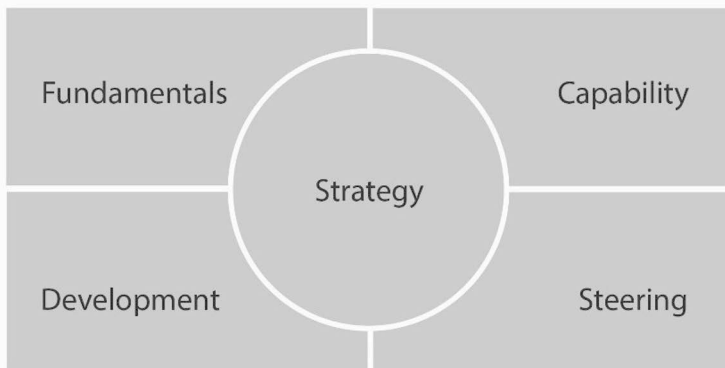 Fundamentals
Capability
Strategy
Development
Steering